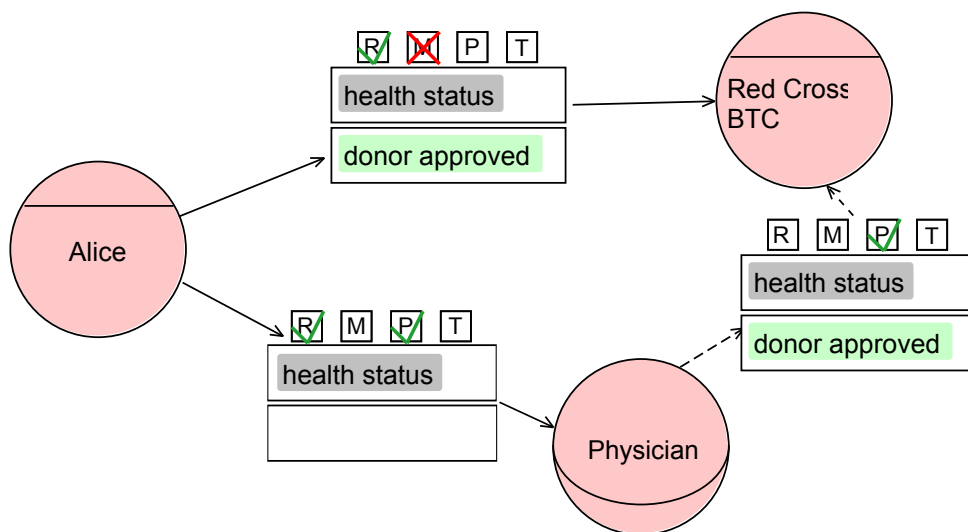 R M P T
health status
donor approved
Red Cross
BTC
Alice
R M P T
health status
donor approved
R M P T
health status
Physician